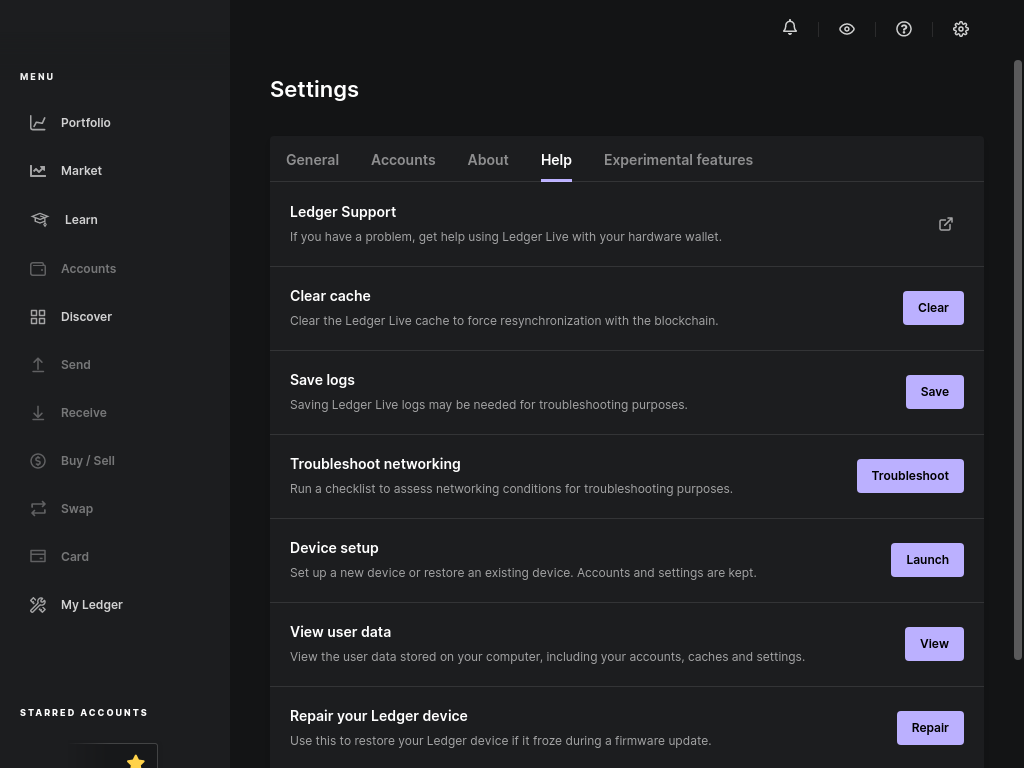 MENU
Portfolio
Market
Learn
Accounts
Discover
Send
Receive
Buy / Sell
Swap
Card
My Ledger
STARRED ACCOUNTS
Settings
General Accounts About Help Experimental features
Ledger Support
If you have a problem, get help using Ledger Live with your hardware wallet.
Clear cache
Clear the Ledger Live cache to force resynchronization with the blockchain.
Clear
Save logs
Saving Ledger Live logs may be needed for troubleshooting purposes.
Save
Troubleshoot networking
Run a checklist to assess networking conditions for troubleshooting purposes.
Troubleshoot
Device setup
Set up a new device or restore an existing device. Accounts and settings are kept.
Launch
View user data
View the user data stored on your computer, including your accounts, caches and settings.
View
Repair your Ledger device
Use this to restore your Ledger device if it froze during a firmware update.
Repair